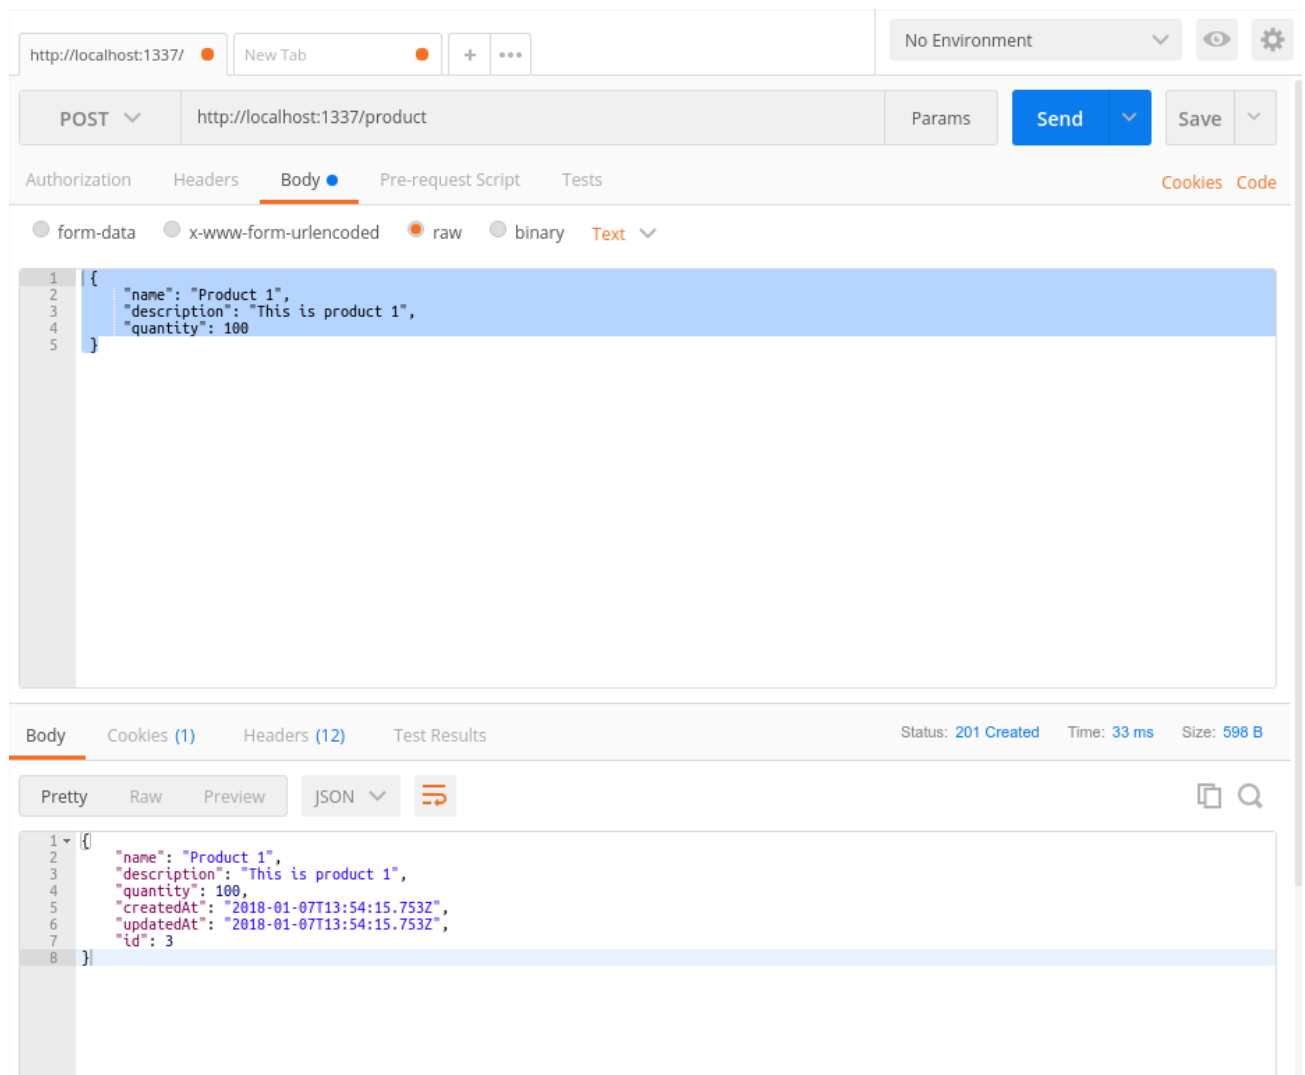 http://localhost:1337/ New Tab + ••• No Environment
POST http://localhost:1337/product Params Send Save
Authorization Headers Body Pre-request Script Tests Cookies Code
form-data x-www-form-urlencoded raw binary Text
1 {
2 "name": "Product 1",
3 "description": "This is product 1",
4 "quantity": 100
5 }
Body Cookies (1) Headers (12) Test Results Status: 201 Created Time: 33 ms Size: 598 B
Pretty Raw Preview JSON
1 {
2 "name": "Product 1",
3 "description": "This is product 1",
4 "quantity": 100,
5 "createdAt": "2018-01-07T13:54:15.753Z",
6 "updatedAt": "2018-01-07T13:54:15.753Z",
7 "id": 3
8 }